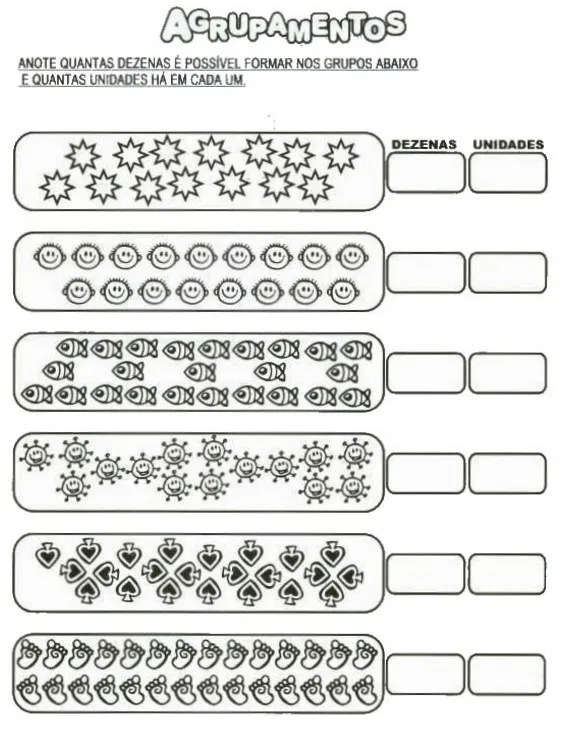 AGRUPAMENTOS
ANOTE QUANTAS DEZENAS É POSSÍVEL FORMAR NOS GRUPOS ABAIXO
E QUANTAS UNIDADES HÁ EM CADA UM.
DEZENAS UNIDADES